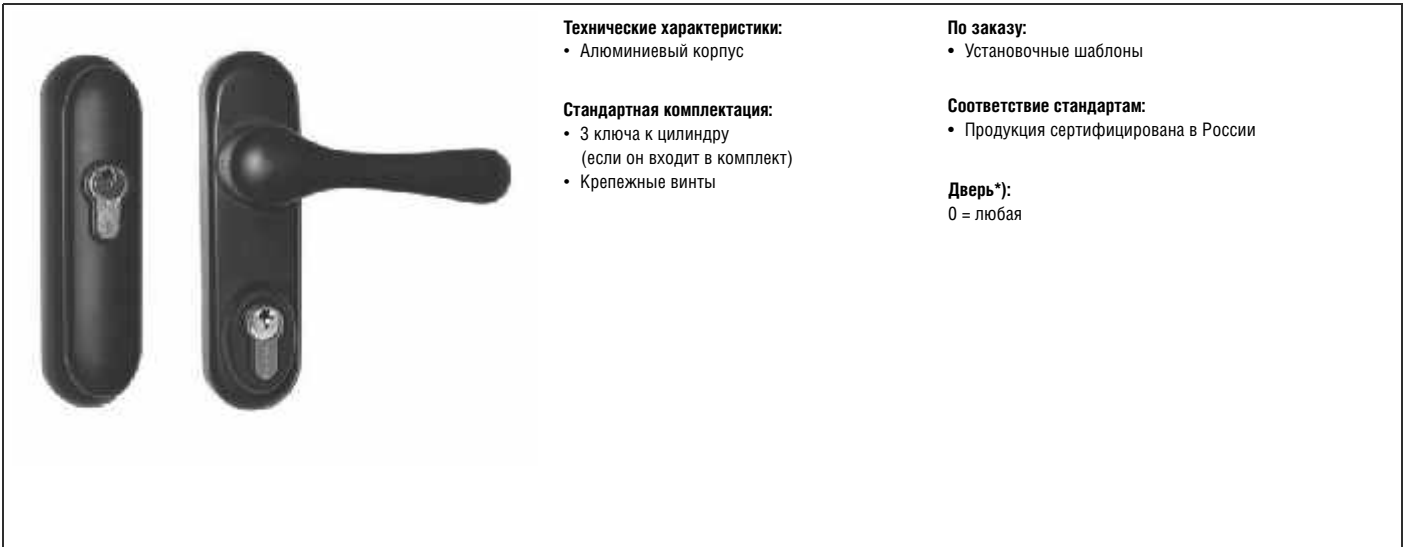 Технические характеристики:
• Алюминиевый корпус
Стандартная комплектация:
• 3 ключа к цилиндру
(если он входит в комплект)
• Крепежные винты
По заказу:
• Установочные шаблоны
Соответствие стандартам:
• Продукция сертифицирована в России
Дверь*):
0 = любая